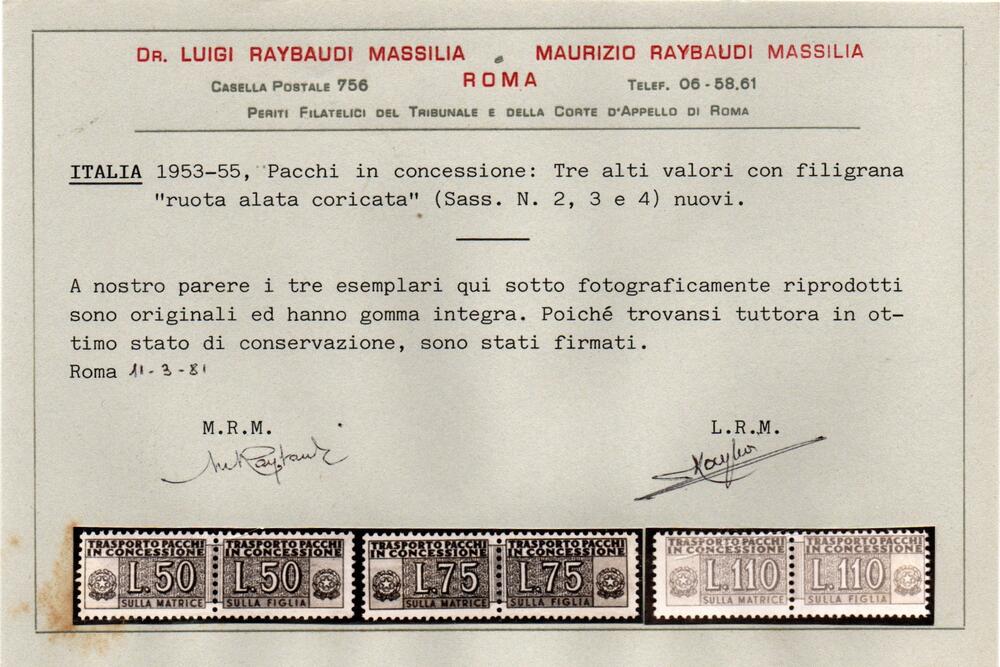 DR. LUIGI RAYBAUDI MASSILIA e MAURIZIO RAYBAUDI MASSILIA
CASELLA POSTALE 756 ROMA TELEF. 06-58.61
PERITI FILATELICI DEL TRIBUNALE E DELLA CORTE D'APPELLO DI ROMA
ITALIA 1953-55, Pacchi in concessione: Tre alti valori con filigrana
"ruota alata coricata" (Sass. N. 2, 3 e 4) nuovi.
A nostro parere i tre esemplari qui sotto fotograficamente riprodotti
sono originali ed hanno gomma integra. Poiché trovansi tuttora in ot-
timo stato di conservazione, sono stati firmati.
Roma 11-3-81
M.R.M. L.R.M.
TRASPORTO PACCHI TRASPORTO PACCHI TRASPORTO PACCHI TRASPORTO PACCHI TRASPORTO PACCHI TRASPORTO PACCHI
IN CONCESSIONE IN CONCESSIONE IN CONCESSIONE IN CONCESSIONE IN CONCESSIONE IN CONCESSIONE
L.50 L.50 L.75 L.75 L.110 L.110
SULLA MATRICE SULLA FIGLIA SULLA MATRICE SULLA FIGLIA SULLA MATRICE SULLA FIGLIA